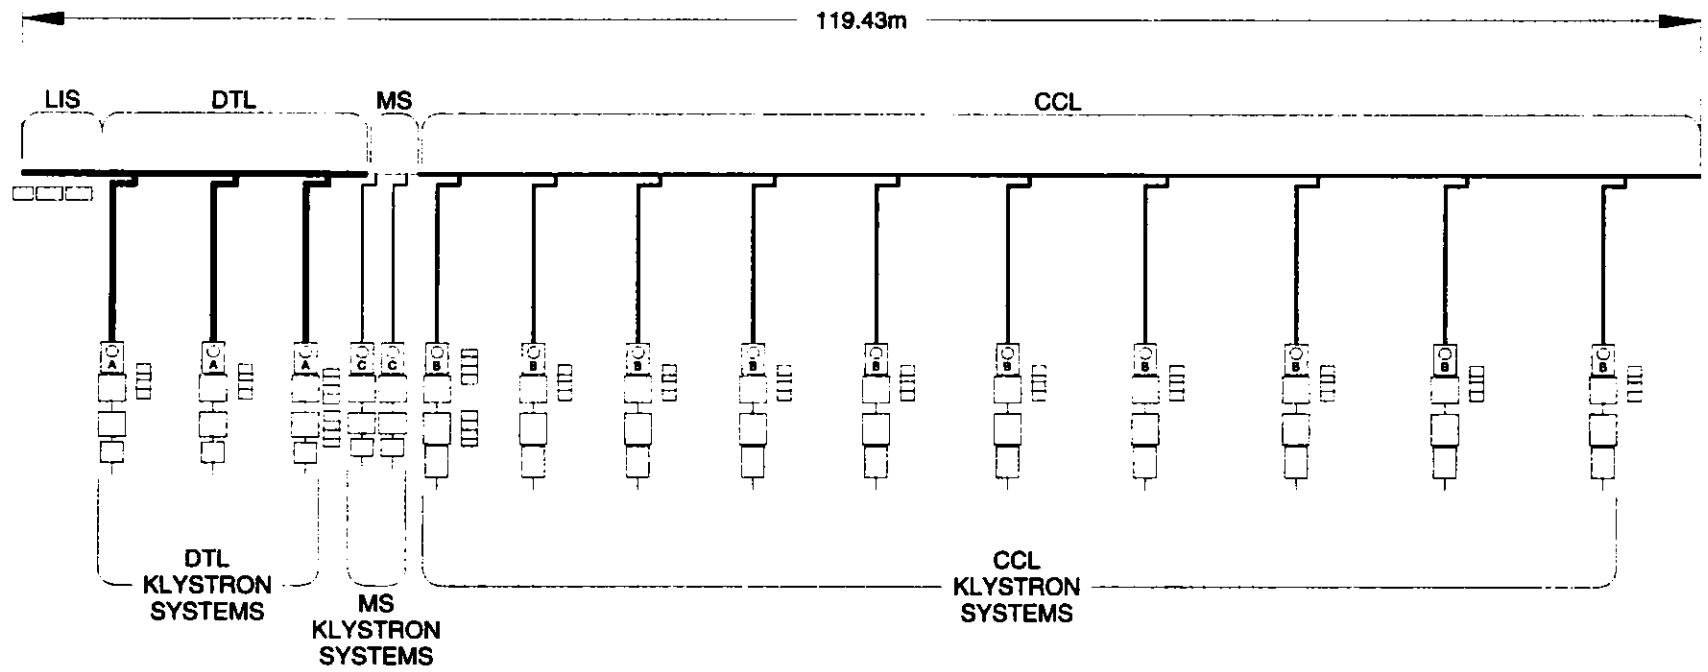 119.43m
LIS DTL MS CCL
A A A C C B B B B B B B B B B
DTL
KLYSTRON
SYSTEMS
MS
KLYSTRON
SYSTEMS
CCL
KLYSTRON
SYSTEMS